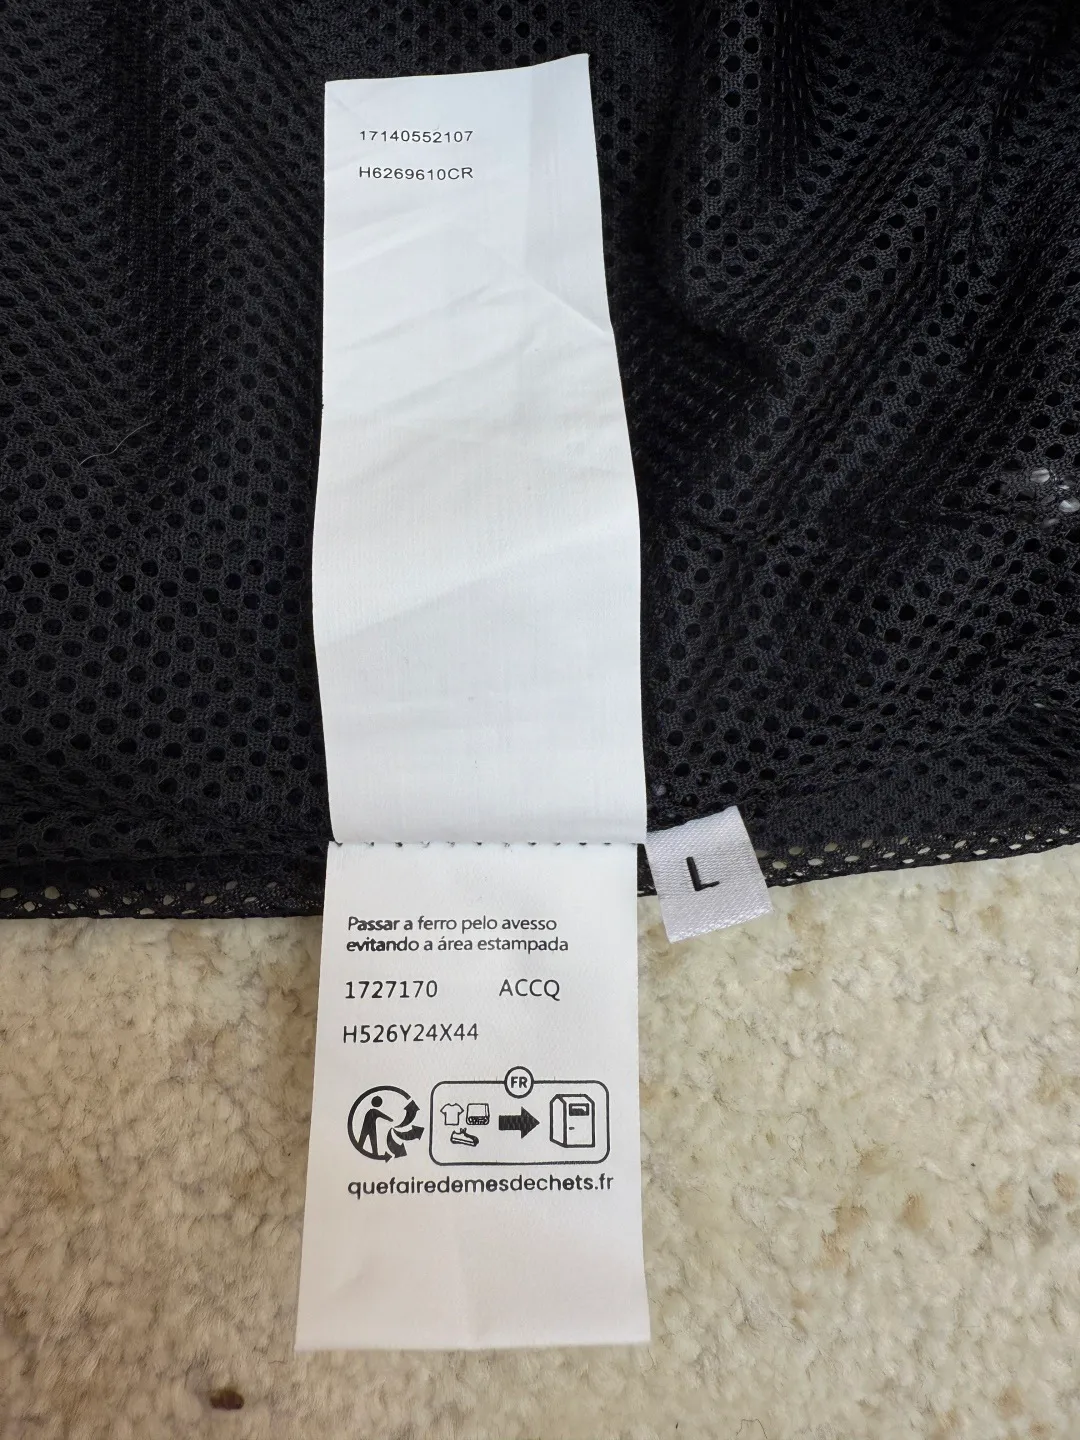 17140552107
H6269610CR
L
Passar a ferro pelo avesso
evitando a área estampada
1727170 ACCQ
H526Y24X44
FR
quefairedemesdechets.fr